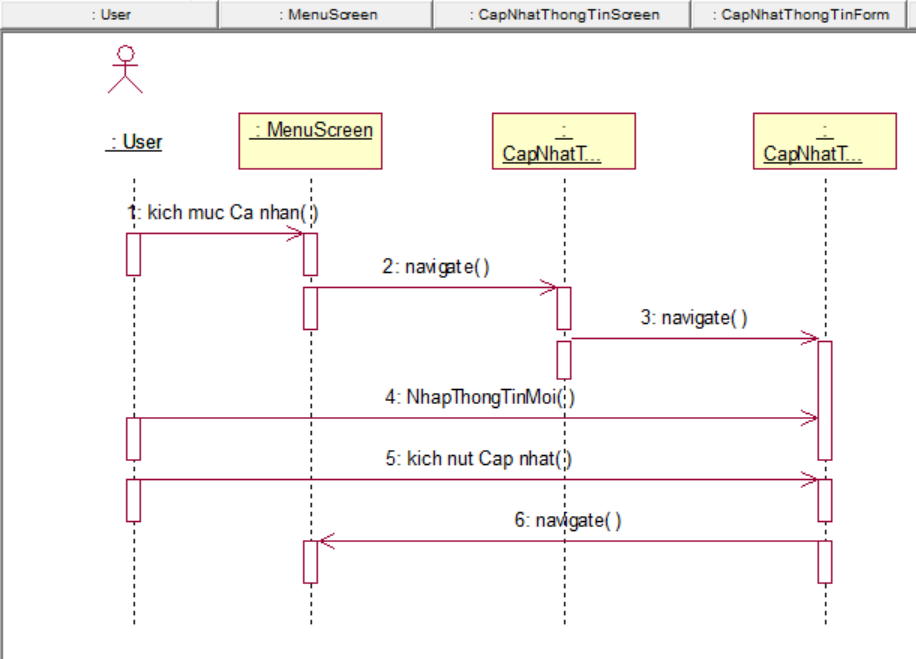 : User
: MenuScreen
: CapNhatThongTinScreen
: CapNhatThongTinForm
: User
: MenuScreen
:
CapNhatT...
:
CapNhatT...
1: kich muc Ca nhan( )
2: navigate( )
3: navigate( )
4: NhapThongTinMoi( )
5: kich nut Cap nhat( )
6: navigate( )